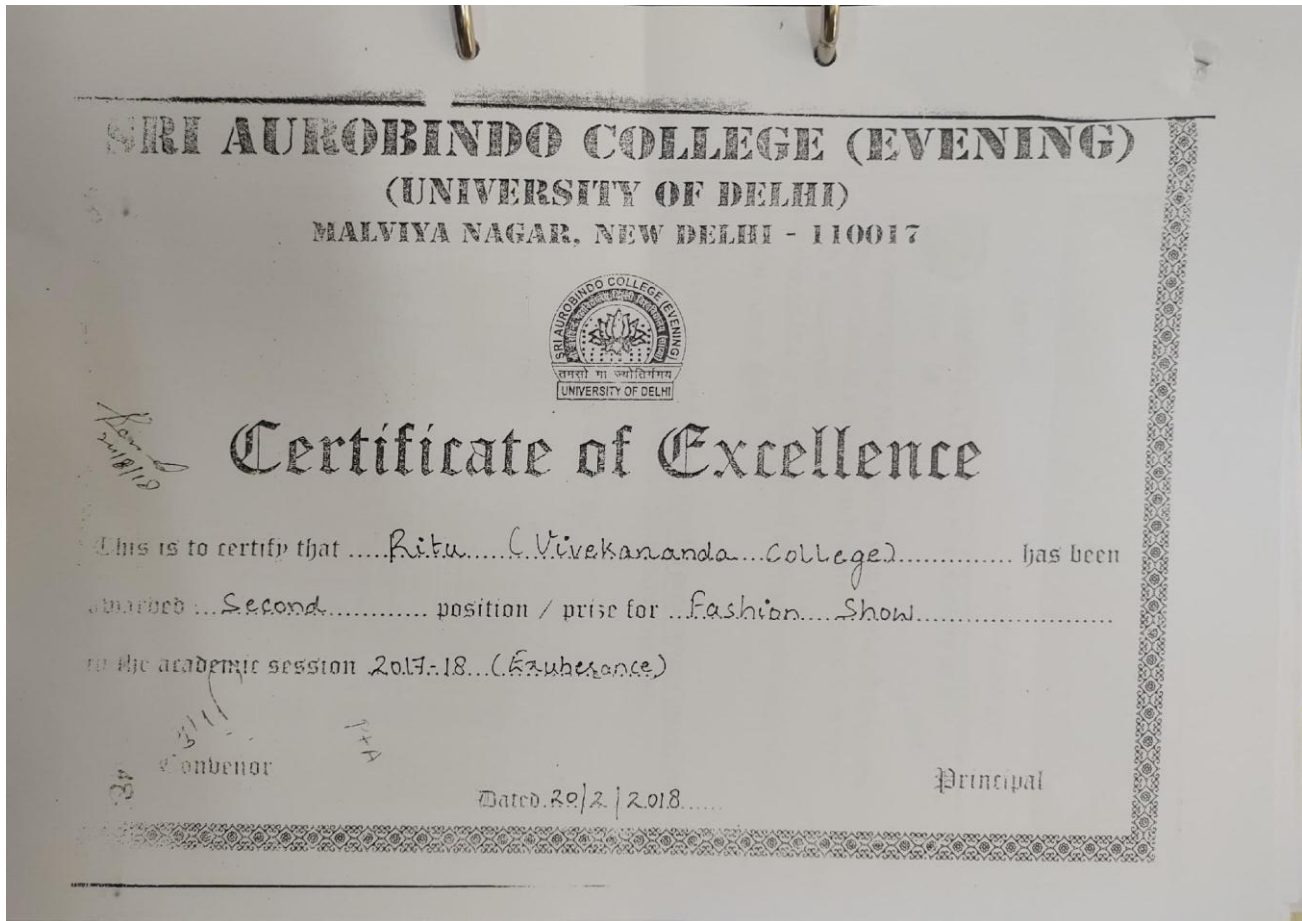 SRI AUROBINDO COLLEGE (EVENING)
(UNIVERSITY OF DELHI)
MALVIYA NAGAR, NEW DELHI - 110017
SRI AUROBINDO COLLEGE (EVENING)
तमसो मा ज्योतिर्गमय
UNIVERSITY OF DELHI
Certificate of Excellence
This is to certify that .....Ritu.....(Vivekananda...College)............. has been
awarded ...Second............ position / prize for ...Fashion....Show........................
in the academic session 2017-18...(Exuberance)
P+A
Convenor
Principal
Dated.20/2/2018......